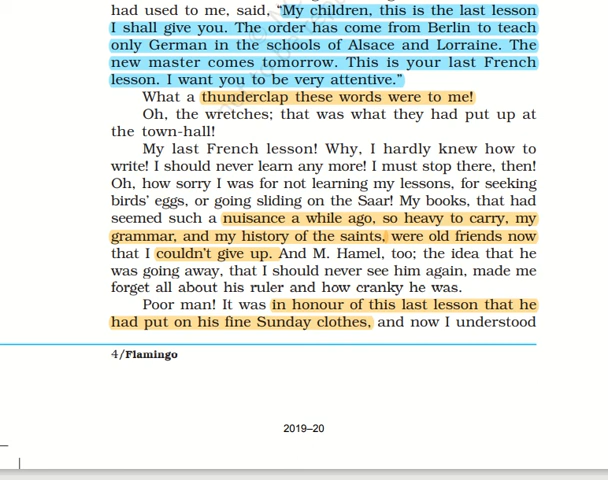 had used to me, said, “My children, this is the last lesson
I shall give you. The order has come from Berlin to teach
only German in the schools of Alsace and Lorraine. The
new master comes tomorrow. This is your last French
lesson. I want you to be very attentive.”
What a thunderclap these words were to me!
Oh, the wretches; that was what they had put up at
the town-hall!
My last French lesson! Why, I hardly knew how to
write! I should never learn any more! I must stop there, then!
Oh, how sorry I was for not learning my lessons, for seeking
birds’ eggs, or going sliding on the Saar! My books, that had
seemed such a nuisance a while ago, so heavy to carry, my
grammar, and my history of the saints, were old friends now
that I couldn’t give up. And M. Hamel, too; the idea that he
was going away, that I should never see him again, made me
forget all about his ruler and how cranky he was.
Poor man! It was in honour of this last lesson that he
had put on his fine Sunday clothes, and now I understood
4/Flamingo
2019–20